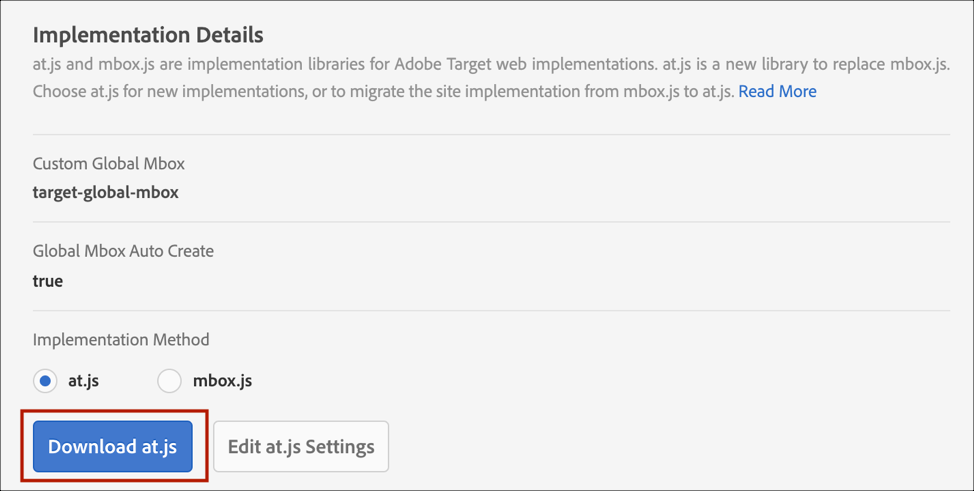 Implementation Details
at.js and mbox.js are implementation libraries for Adobe Target web implementations. at.js is a new library to replace mbox.js.
Choose at.js for new implementations, or to migrate the site implementation from mbox.js to at.js. Read More
Custom Global Mbox
target-global-mbox
Global Mbox Auto Create
true
Implementation Method
at.js mbox.js
Download at.js Edit at.js Settings